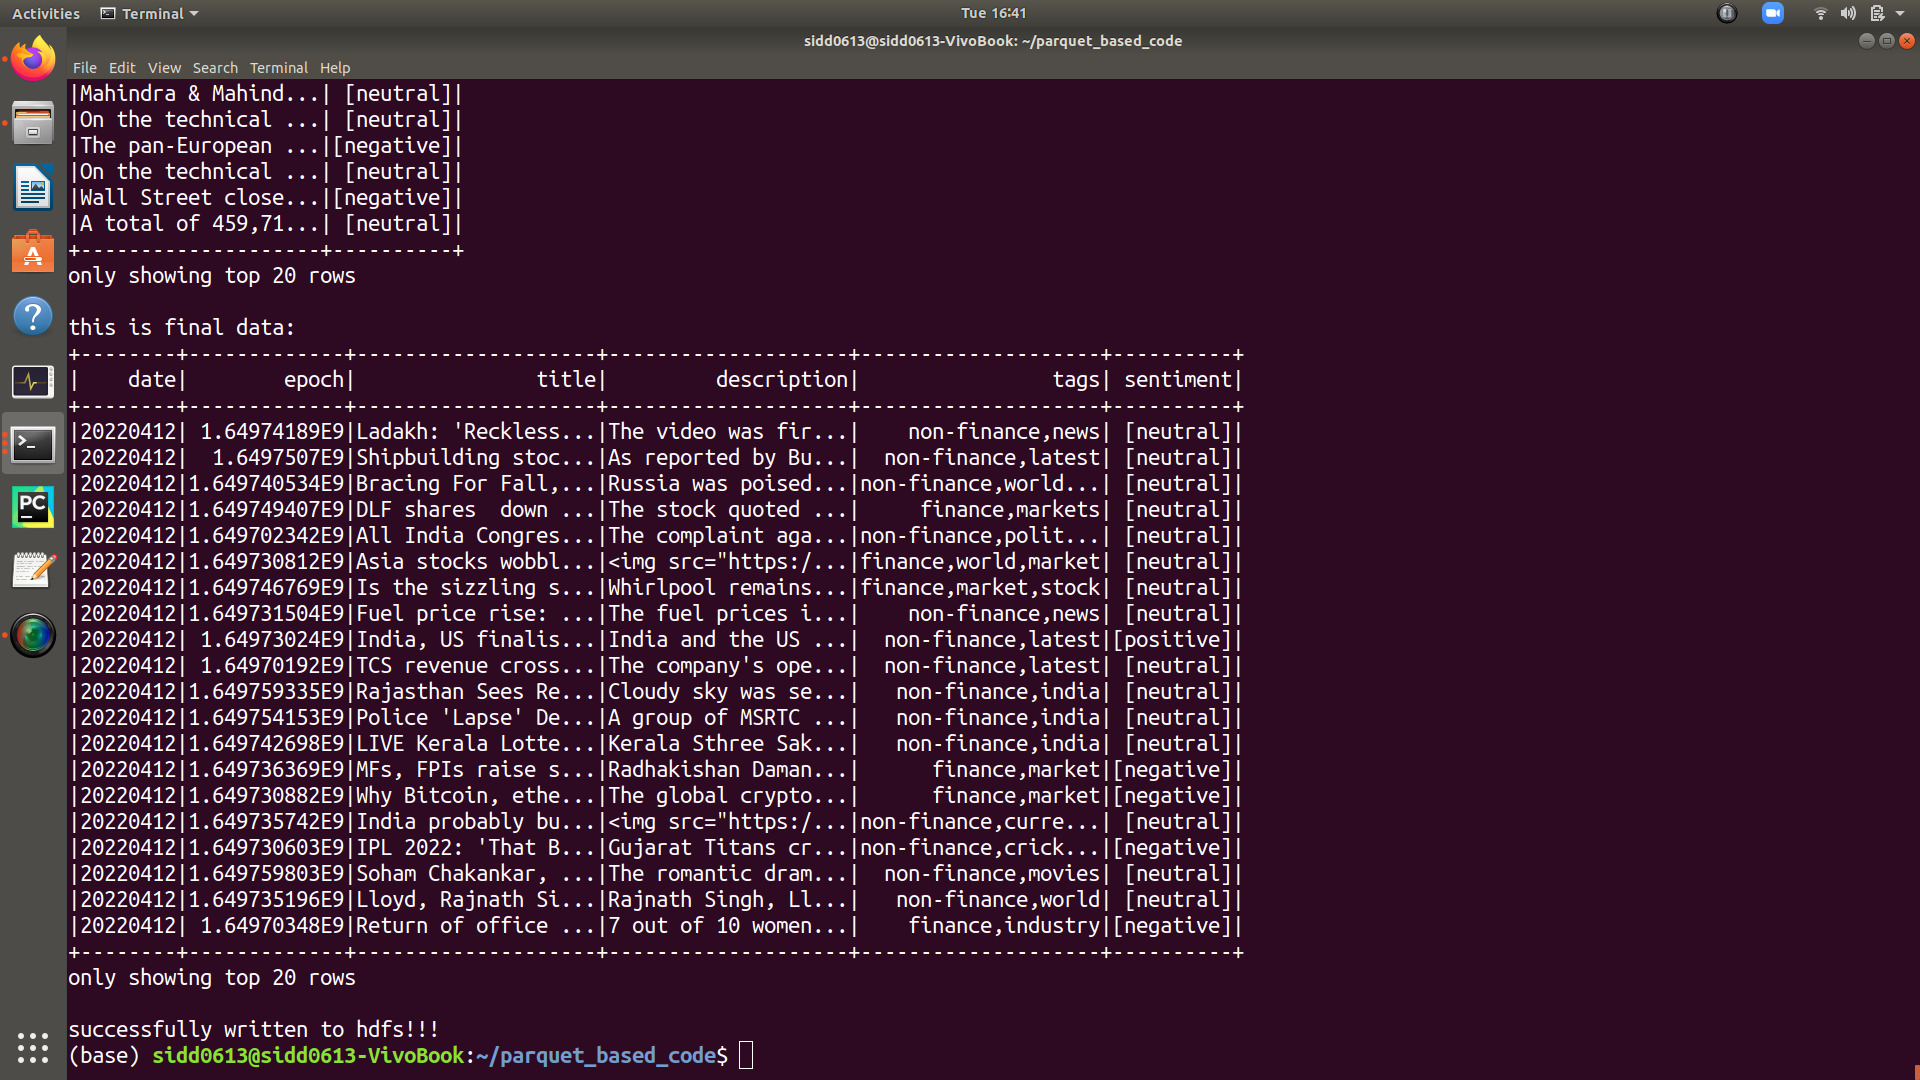 Activities Terminal Tue 16:41
sidd0613@sidd0613-VivoBook: ~/parquet_based_code
File Edit View Search Terminal Help
|Mahindra & Mahind...| [neutral]|
|On the technical ...| [neutral]|
|The pan-European ...|[negative]|
|On the technical ...| [neutral]|
|Wall Street close...|[negative]|
|A total of 459,71...| [neutral]|
+--------------------+----------+
only showing top 20 rows
this is final data:
+--------+-------------+--------------------+--------------------+--------------------+----------+
|    date|        epoch|               title|         description|                tags| sentiment|
+--------+-------------+--------------------+--------------------+--------------------+----------+
|20220412| 1.64974189E9|Ladakh: 'Reckless...|The video was fir...|    non-finance,news| [neutral]|
|20220412|  1.6497507E9|Shipbuilding stoc...|As reported by Bu...|  non-finance,latest| [neutral]|
|20220412|1.649740534E9|Bracing For Fall,...|Russia was poised...|non-finance,world...| [neutral]|
|20220412|1.649749407E9|DLF shares  down ...|The stock quoted ...|     finance,markets| [neutral]|
|20220412|1.649702342E9|All India Congres...|The complaint aga...|non-finance,polit...| [neutral]|
|20220412|1.649730812E9|Asia stocks wobbl...|<img src="https:/...|finance,world,market| [neutral]|
|20220412|1.649746769E9|Is the sizzling s...|Whirlpool remains...|finance,market,stock| [neutral]|
|20220412|1.649731504E9|Fuel price rise: ...|The fuel prices i...|    non-finance,news| [neutral]|
|20220412| 1.64973024E9|India, US finalis...|India and the US ...|  non-finance,latest|[positive]|
|20220412| 1.64970192E9|TCS revenue cross...|The company's ope...|  non-finance,latest| [neutral]|
|20220412|1.649759335E9|Rajasthan Sees Re...|Cloudy sky was se...|   non-finance,india| [neutral]|
|20220412|1.649754153E9|Police 'Lapse' De...|A group of MSRTC ...|   non-finance,india| [neutral]|
|20220412|1.649742698E9|LIVE Kerala Lotte...|Kerala Sthree Sak...|   non-finance,india| [neutral]|
|20220412|1.649736369E9|MFs, FPIs raise s...|Radhakishan Daman...|      finance,market|[negative]|
|20220412|1.649730882E9|Why Bitcoin, ethe...|The global crypto...|      finance,market|[negative]|
|20220412|1.649735742E9|India probably bu...|<img src="https:/...|non-finance,curre...| [neutral]|
|20220412|1.649730603E9|IPL 2022: 'That B...|Gujarat Titans cr...|non-finance,crick...|[negative]|
|20220412|1.649759803E9|Soham Chakankar, ...|The romantic dram...|  non-finance,movies| [neutral]|
|20220412|1.649735196E9|Lloyd, Rajnath Si...|Rajnath Singh, Ll...|   non-finance,world| [neutral]|
|20220412| 1.64970348E9|Return of office ...|7 out of 10 women...|    finance,industry|[negative]|
+--------+-------------+--------------------+--------------------+--------------------+----------+
only showing top 20 rows
successfully written to hdfs!!!
(base) sidd0613@sidd0613-VivoBook:~/parquet_based_code$
PC